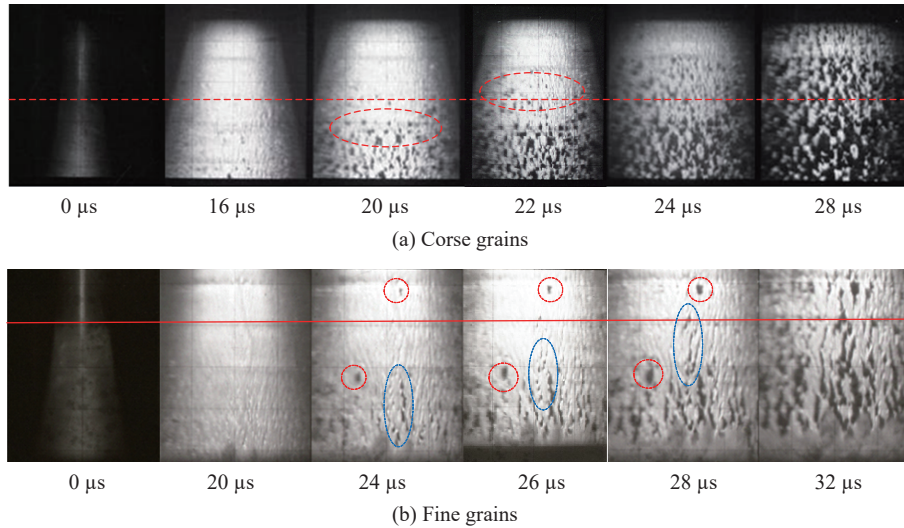 0 µs 16 µs 20 µs 22 µs 24 µs 28 µs
(a) Corse grains
0 µs 20 µs 24 µs 26 µs 28 µs 32 µs
(b) Fine grains